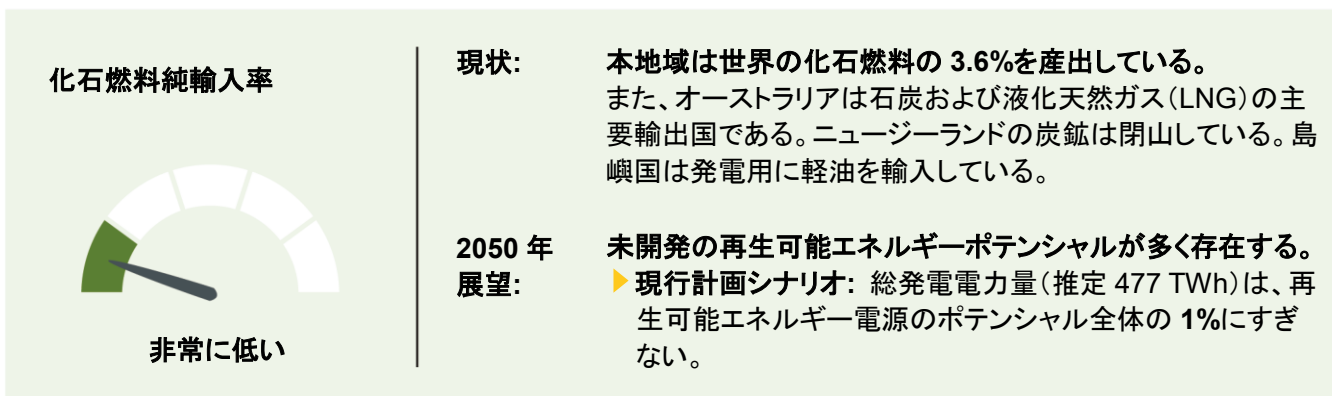 化石燃料純輸入率
非常に低い
現状:
本地域は世界の化石燃料の 3.6%を産出している。
また、オーストラリアは石炭および液化天然ガス（LNG）の主
要輸出国である。ニュージーランドの炭鉱は閉山している。島
嶼国は発電用に軽油を輸入している。
2050 年
展望:
未開発の再生可能エネルギーポテンシャルが多く存在する。
現行計画シナリオ: 総発電電力量（推定 477 TWh）は、再
生可能エネルギー電源のポテンシャル全体の 1%にすぎ
ない。